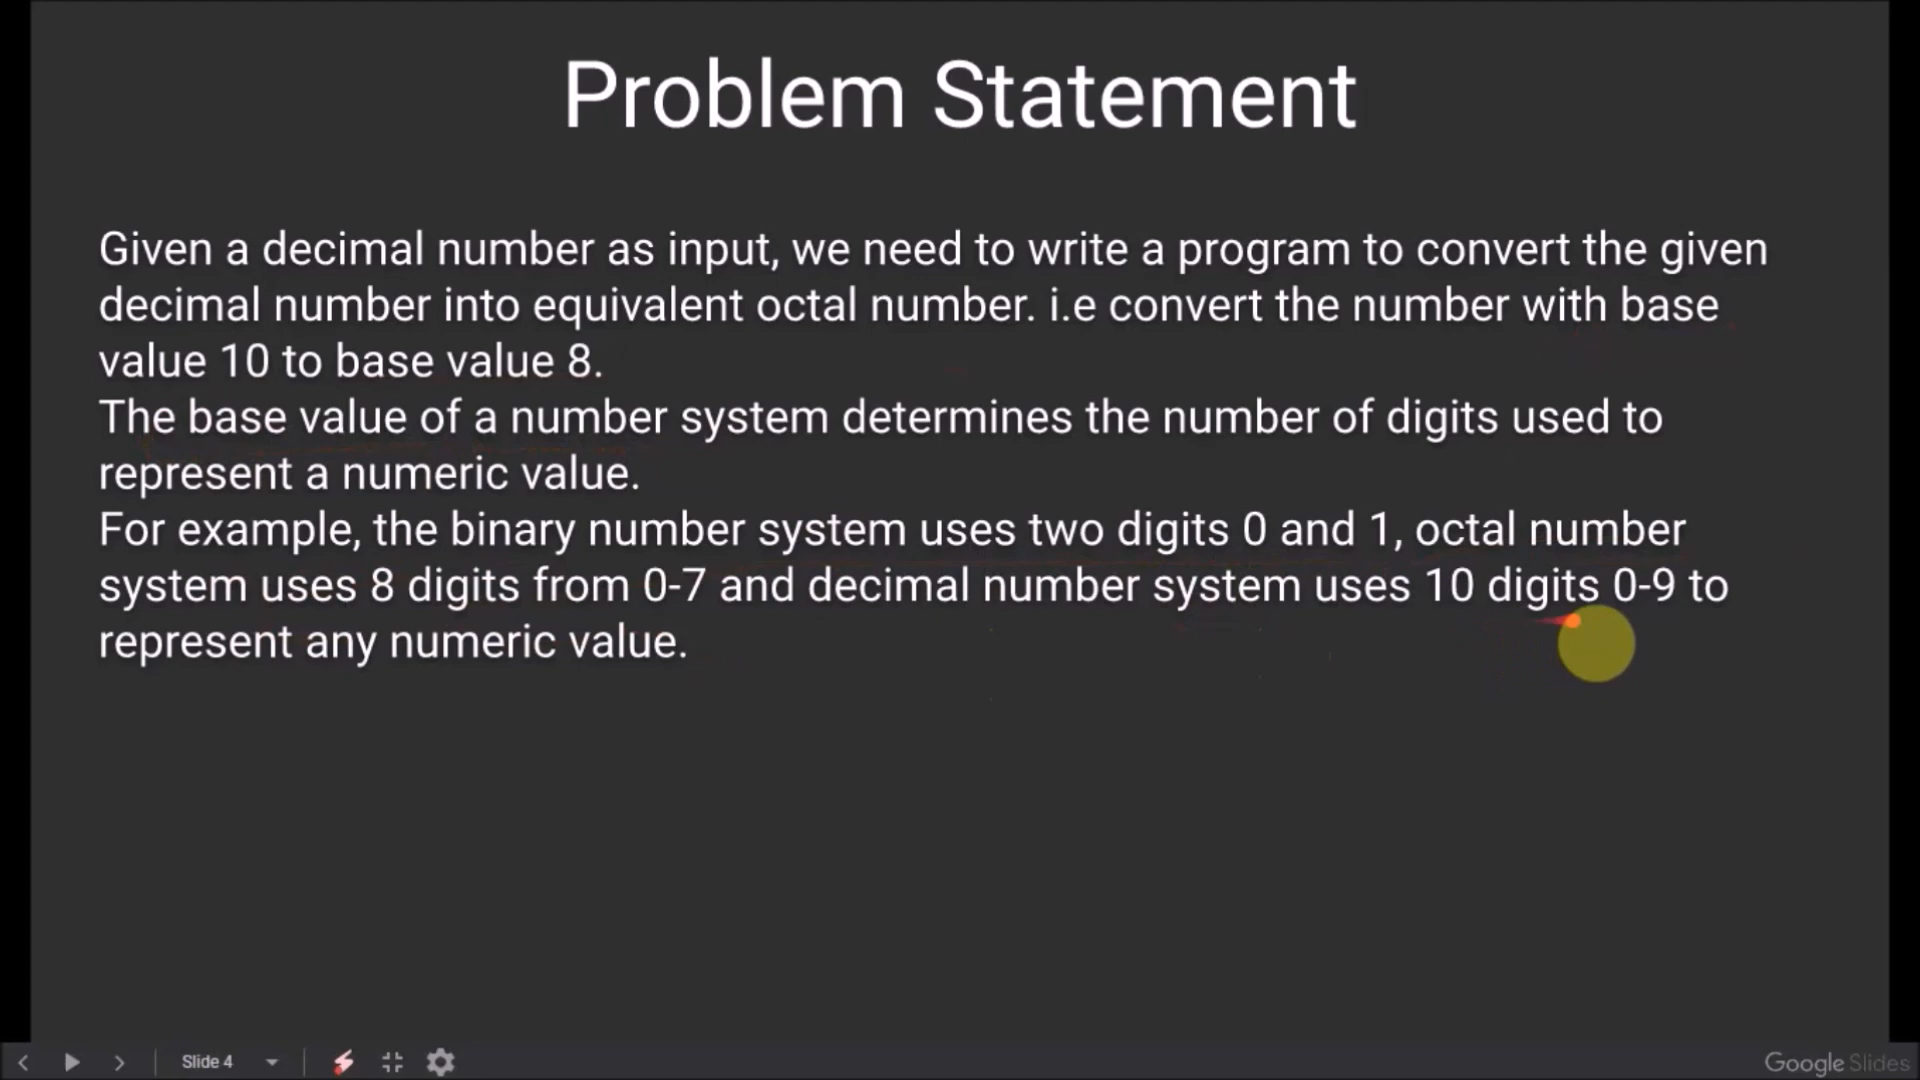 Problem Statement
Given a decimal number as input, we need to write a program to convert the given
decimal number into equivalent octal number. i.e convert the number with base
value 10 to base value 8.
The base value of a number system determines the number of digits used to
represent a numeric value.
For example, the binary number system uses two digits 0 and 1, octal number
system uses 8 digits from 0-7 and decimal number system uses 10 digits 0-9 to
represent any numeric value.
Slide 4
Google Slides